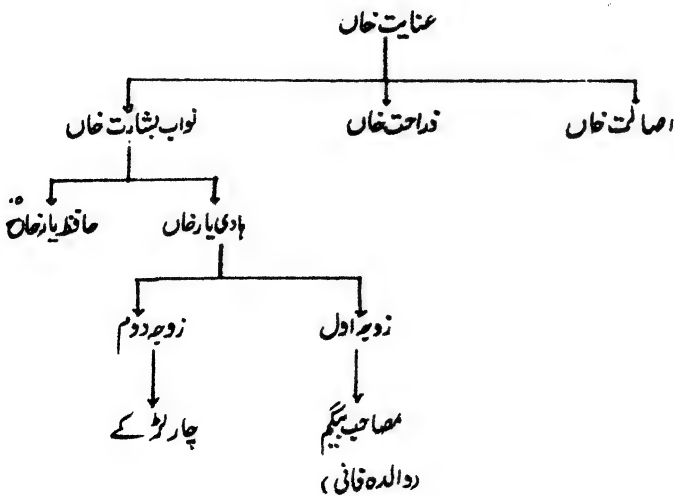 عنایت خاں
اصالت خاں ذراحت خاں نواب بشارت خاں
ہادی یار خاں حافظ یار خاں
زوجہ اول زوجہ دوم
مصاحب بیگم چار لڑکے
(والدہ فانی)